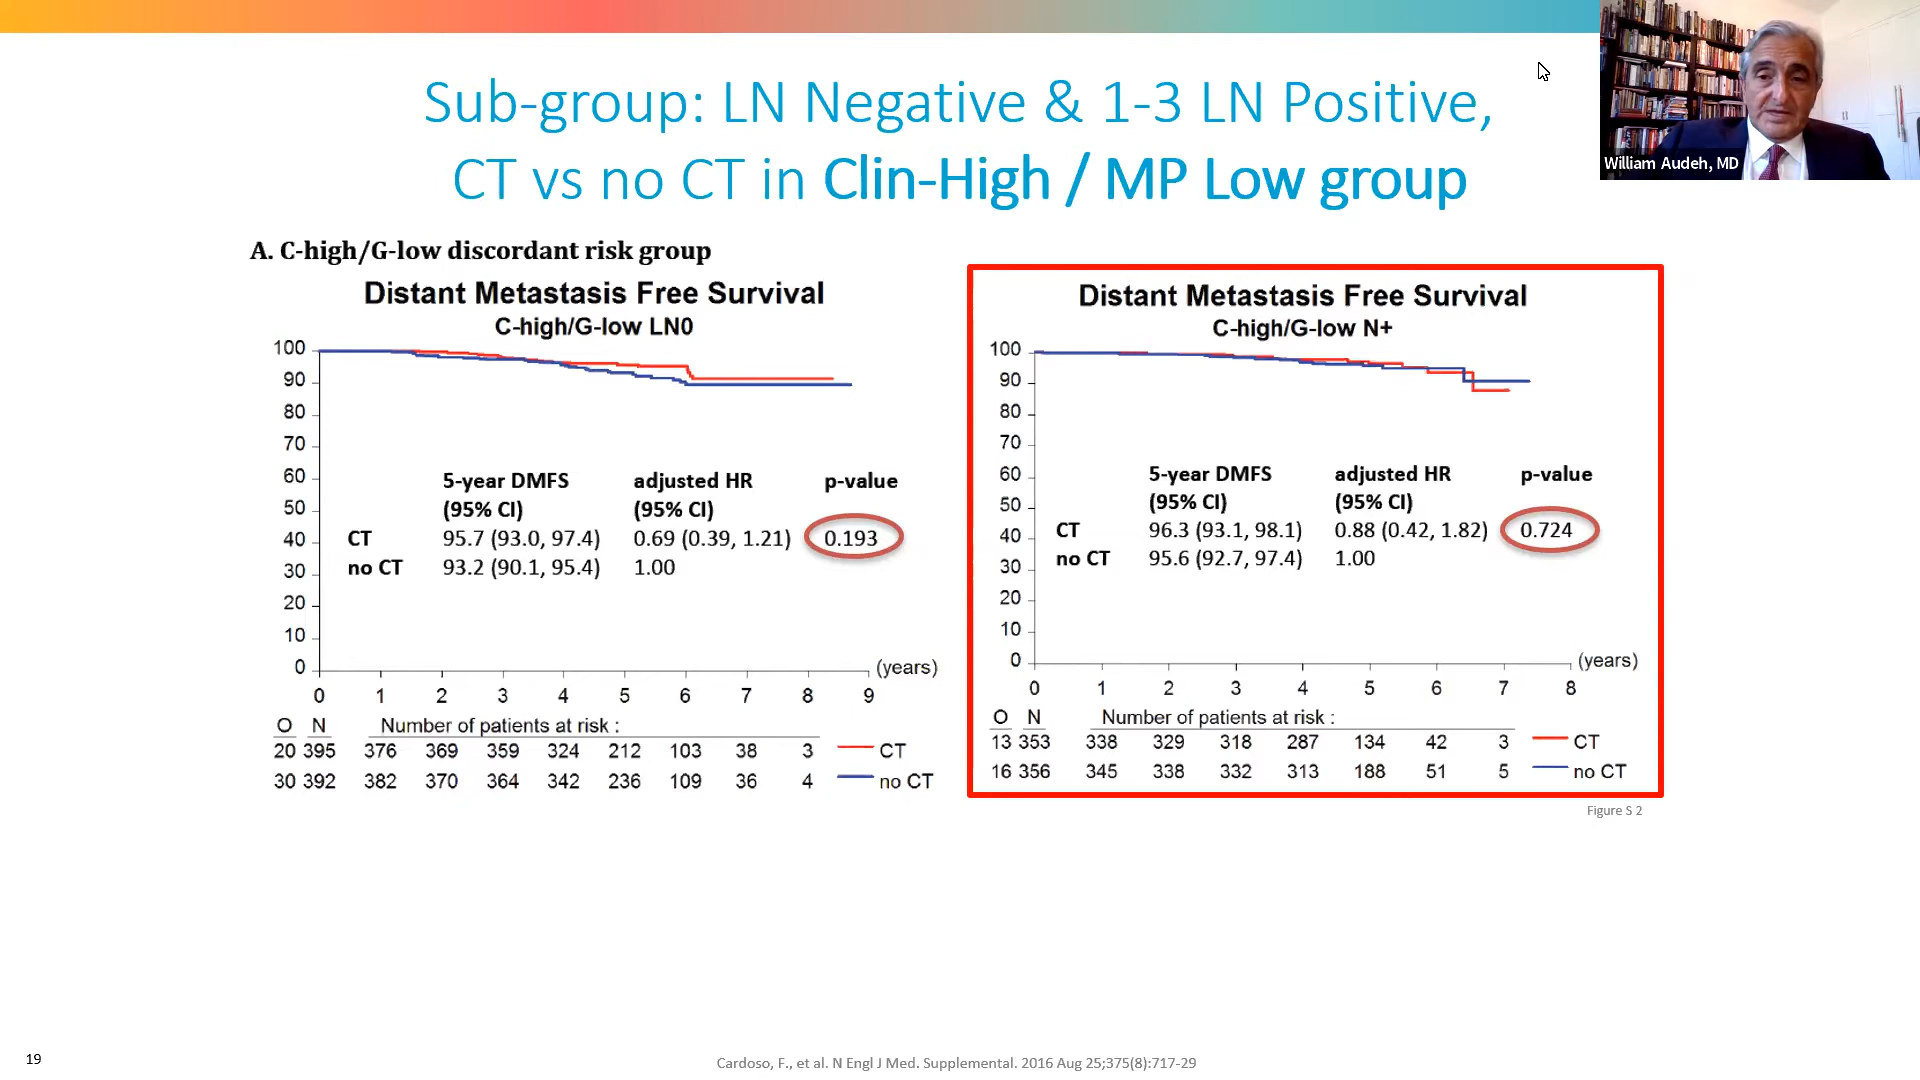 Sub-group: LN Negative & 1-3 LN Positive,
CT vs no CT in Clin-High / MP Low group
William Audeh, MD
A. C-high/G-low discordant risk group
Distant Metastasis Free Survival
C-high/G-low LN0
100
90
80
70
60
50
40
30
20
10
0
5-year DMFS adjusted HR p-value
(95% CI) (95% CI)
CT 95.7 (93.0, 97.4) 0.69 (0.39, 1.21) 0.193
no CT 93.2 (90.1, 95.4) 1.00
(years)
0 1 2 3 4 5 6 7 8 9
O N Number of patients at risk :
20 395 376 369 359 324 212 103 38 3 CT
30 392 382 370 364 342 236 109 36 4 no CT
Distant Metastasis Free Survival
C-high/G-low N+
100
90
80
70
60
50
40
30
20
10
0
5-year DMFS adjusted HR p-value
(95% CI) (95% CI)
CT 96.3 (93.1, 98.1) 0.88 (0.42, 1.82) 0.724
no CT 95.6 (92.7, 97.4) 1.00
(years)
0 1 2 3 4 5 6 7 8
O N Number of patients at risk :
13 353 338 329 318 287 134 42 3 CT
16 356 345 338 332 313 188 51 5 no CT
Figure S 2
19
Cardoso, F., et al. N Engl J Med. Supplemental. 2016 Aug 25;375(8):717-29